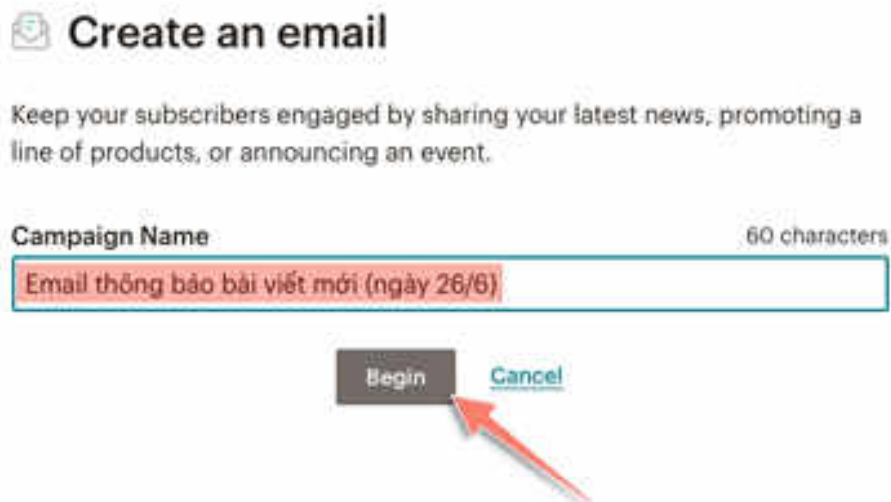 Create an email
Keep your subscribers engaged by sharing your latest news, promoting a
line of products, or announcing an event.
Campaign Name
60 characters
Email thông báo bài viết mới (ngày 26/6)
Begin
Cancel